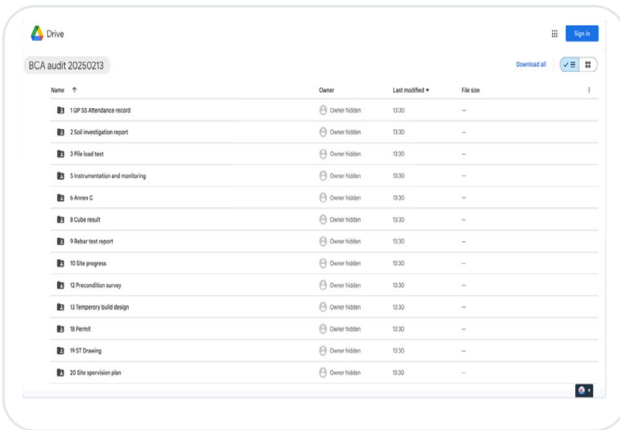 Drive
Sign in
BCA audit 20250213
Download all
Name Owner Last modified File size
1 QP SS Attendance record Owner hidden 13:30 —
2 Soil investigation report Owner hidden 13:30 —
3 Pile load test Owner hidden 13:30 —
5 Instrumentation and monitoring Owner hidden 13:30 —
6 Annex C Owner hidden 13:30 —
8 Cube result Owner hidden 13:30 —
9 Rebar test report Owner hidden 13:30 —
10 Site progress Owner hidden 13:30 —
12 Precondition survey Owner hidden 13:30 —
13 Temperory build design Owner hidden 13:30 —
18 Permit Owner hidden 13:30 —
19 ST Drawing Owner hidden 13:30 —
20 Site spervision plan Owner hidden 13:30 —